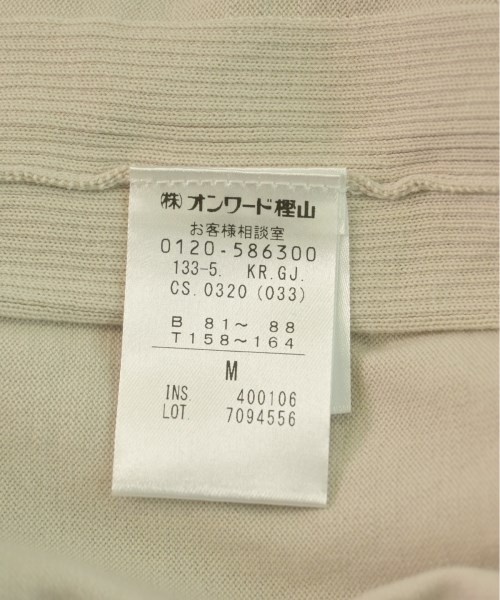 ㈱ オンワード樫山
お客様相談室
0120-586300
133-5. KR.GJ.
CS.0320(033)
B 81～ 88
T 158～164
M
INS. 400106
LOT. 7094556